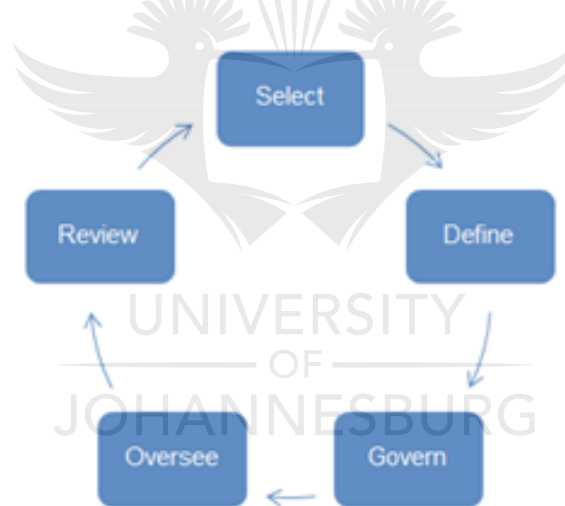 Select
Review
Define
UNIVERSITY
OF
JOHANNESBURG
Oversee
Govern